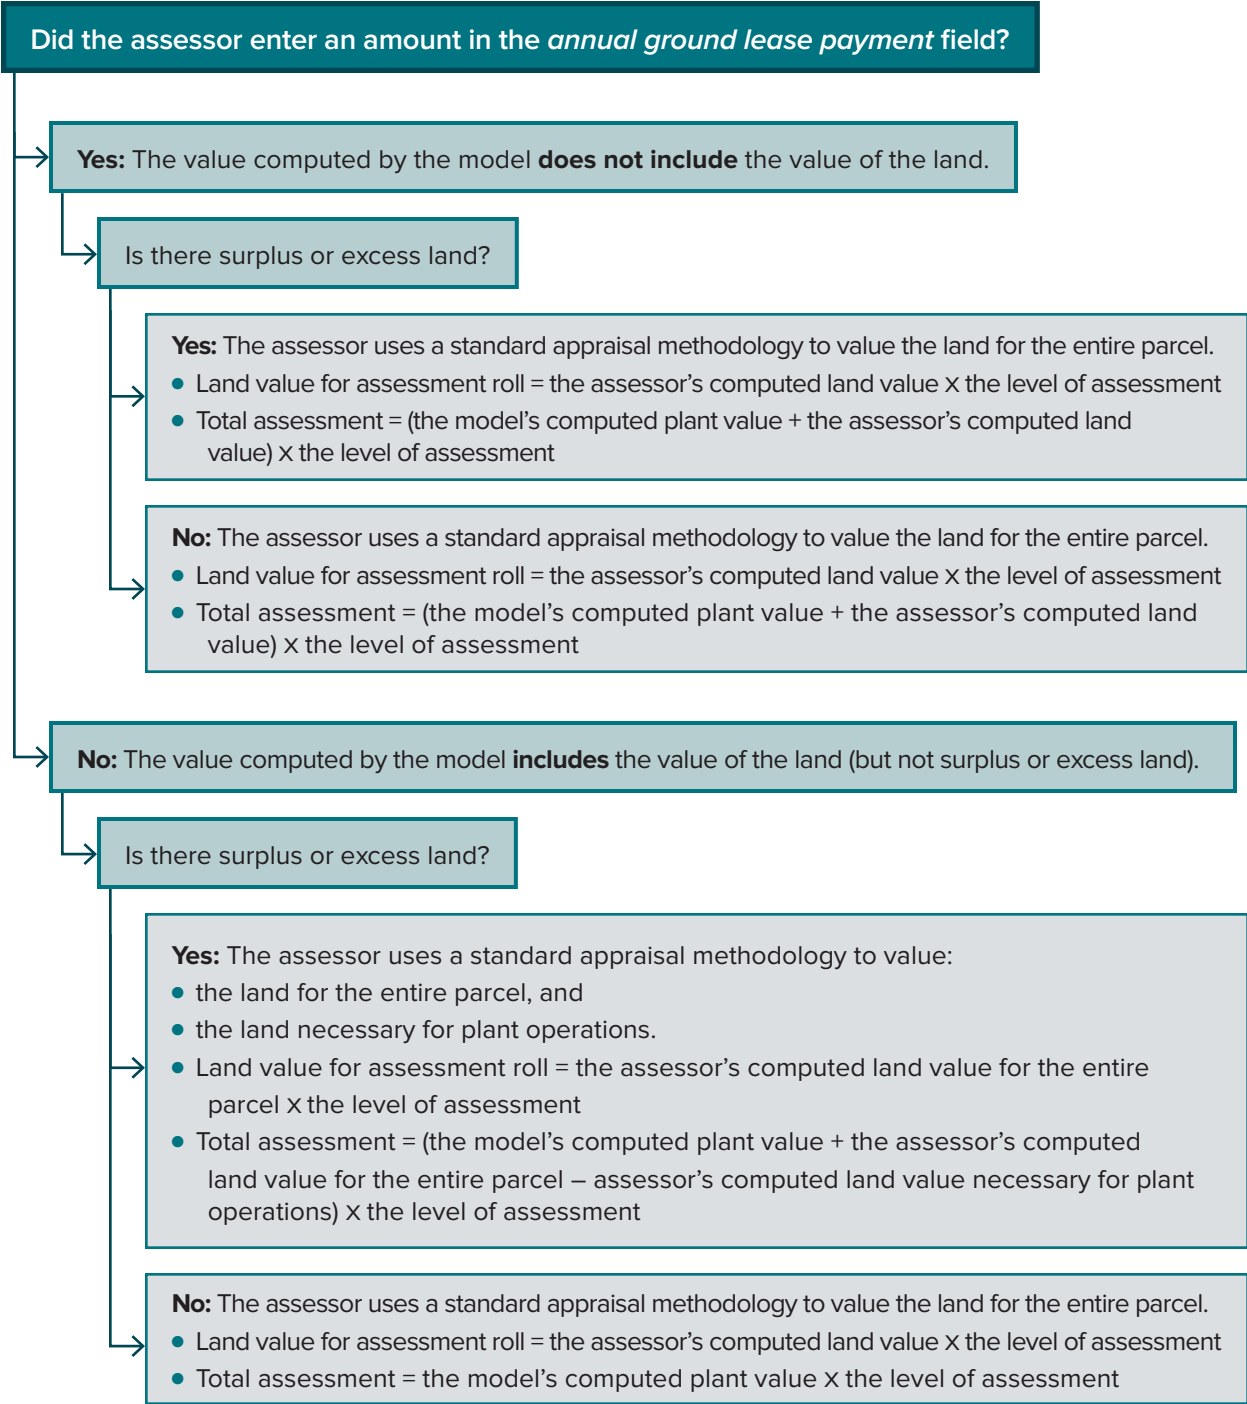 Did the assessor enter an amount in the annual ground lease payment field?
Yes: The value computed by the model does not include the value of the land.
Is there surplus or excess land?
Yes: The assessor uses a standard appraisal methodology to value the land for the entire parcel.
• Land value for assessment roll = the assessor’s computed land value x the level of assessment
• Total assessment = (the model’s computed plant value + the assessor’s computed land
value) x the level of assessment
No: The assessor uses a standard appraisal methodology to value the land for the entire parcel.
• Land value for assessment roll = the assessor’s computed land value x the level of assessment
• Total assessment = (the model’s computed plant value + the assessor’s computed land
value) x the level of assessment
No: The value computed by the model includes the value of the land (but not surplus or excess land).
Is there surplus or excess land?
Yes: The assessor uses a standard appraisal methodology to value:
• the land for the entire parcel, and
• the land necessary for plant operations.
• Land value for assessment roll = the assessor’s computed land value for the entire
parcel x the level of assessment
• Total assessment = (the model’s computed plant value + the assessor’s computed
land value for the entire parcel – assessor’s computed land value necessary for plant
operations) x the level of assessment
No: The assessor uses a standard appraisal methodology to value the land for the entire parcel.
• Land value for assessment roll = the assessor’s computed land value x the level of assessment
• Total assessment = the model’s computed plant value x the level of assessment